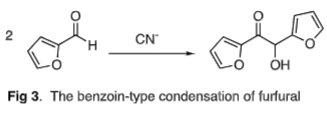 2
O
H
O
CN⁻
O
O
OH
O
Fig 3. The benzoin-type condensation of furfural